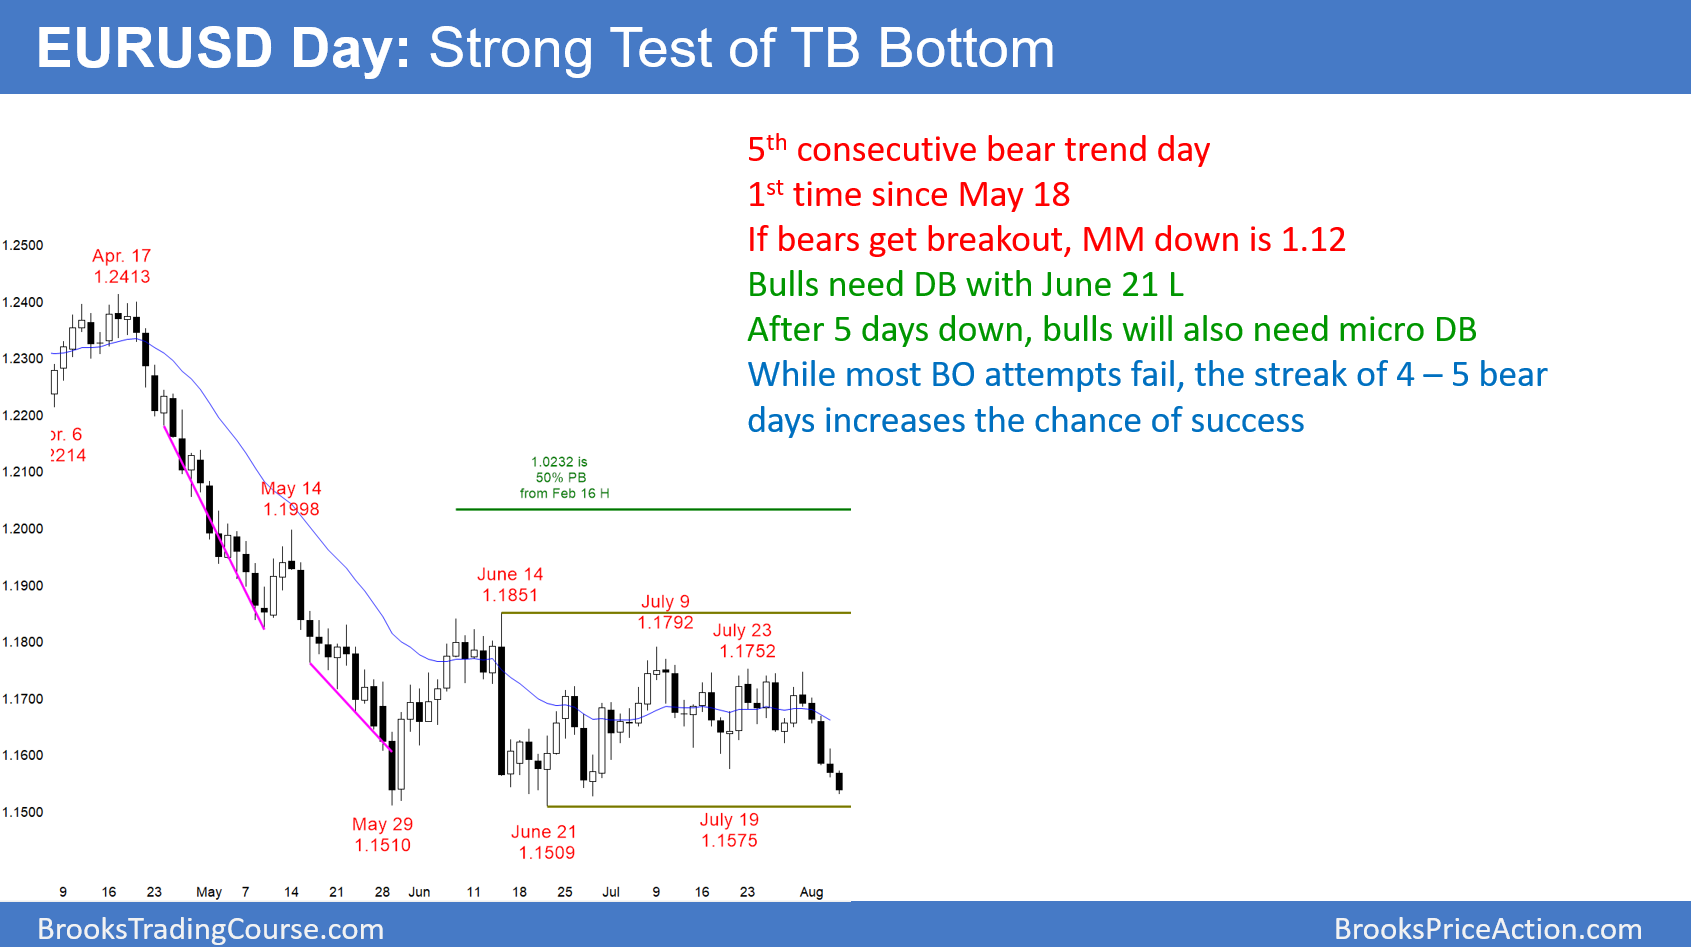 EURUSD Day: Strong Test of TB Bottom
5th consecutive bear trend day
1st time since May 18
If bears get breakout, MM down is 1.12
Bulls need DB with June 21 L
After 5 days down, bulls will also need micro DB
While most BO attempts fail, the streak of 4 – 5 bear
days increases the chance of success
1.2500
1.2400
1.2300
1.2200
1.2100
1.2000
1.1900
1.1800
1.1700
1.1600
1.1500
Apr. 17
1.2413
or. 6
2214
May 14
1.1998
1.0232 is
50% PB
from Feb 16 H
June 14
1.1851
July 9
1.1792
July 23
1.1752
May 29
1.1510
June 21
1.1509
July 19
1.1575
9 16 23 May 7 14 21 28 Jun 11 18 25 Jul 9 16 23 Aug
BrooksTradingCourse.com
BrooksPriceAction.com